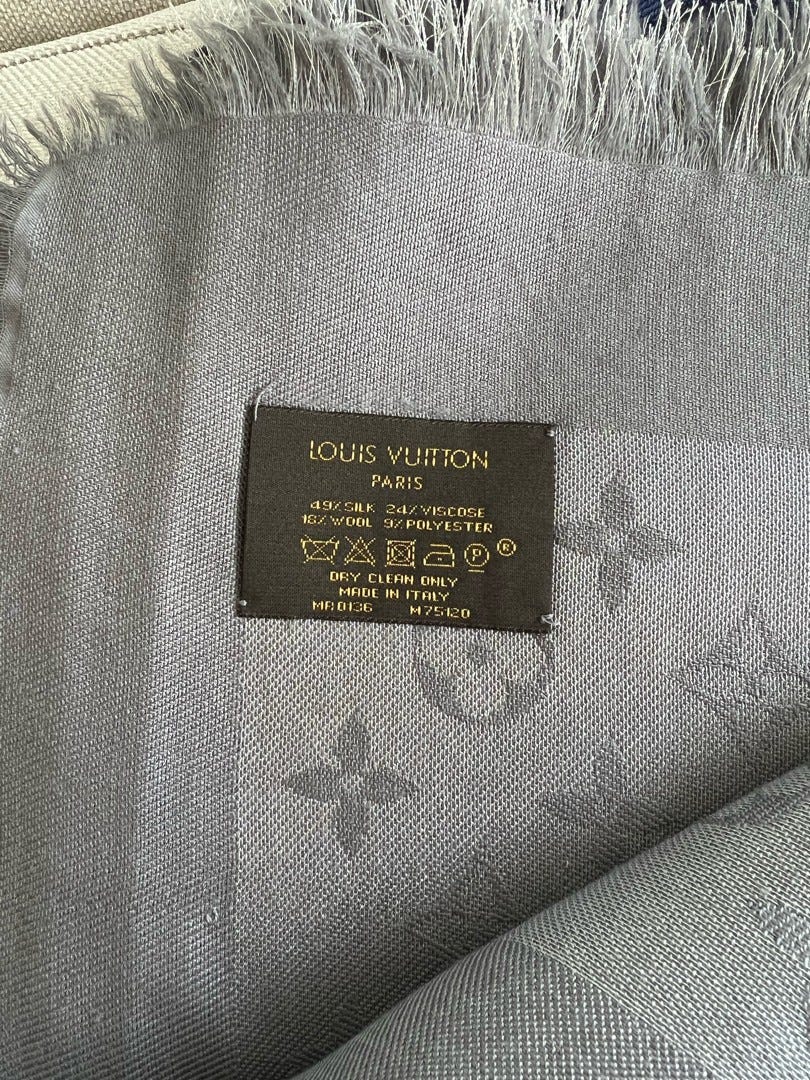 LOUIS VUITTON
PARIS
49% SILK 24% VISCOSE
18% WOOL 9% POLYESTER
P ®
DRY CLEAN ONLY
MADE IN ITALY
MR0136 M75120